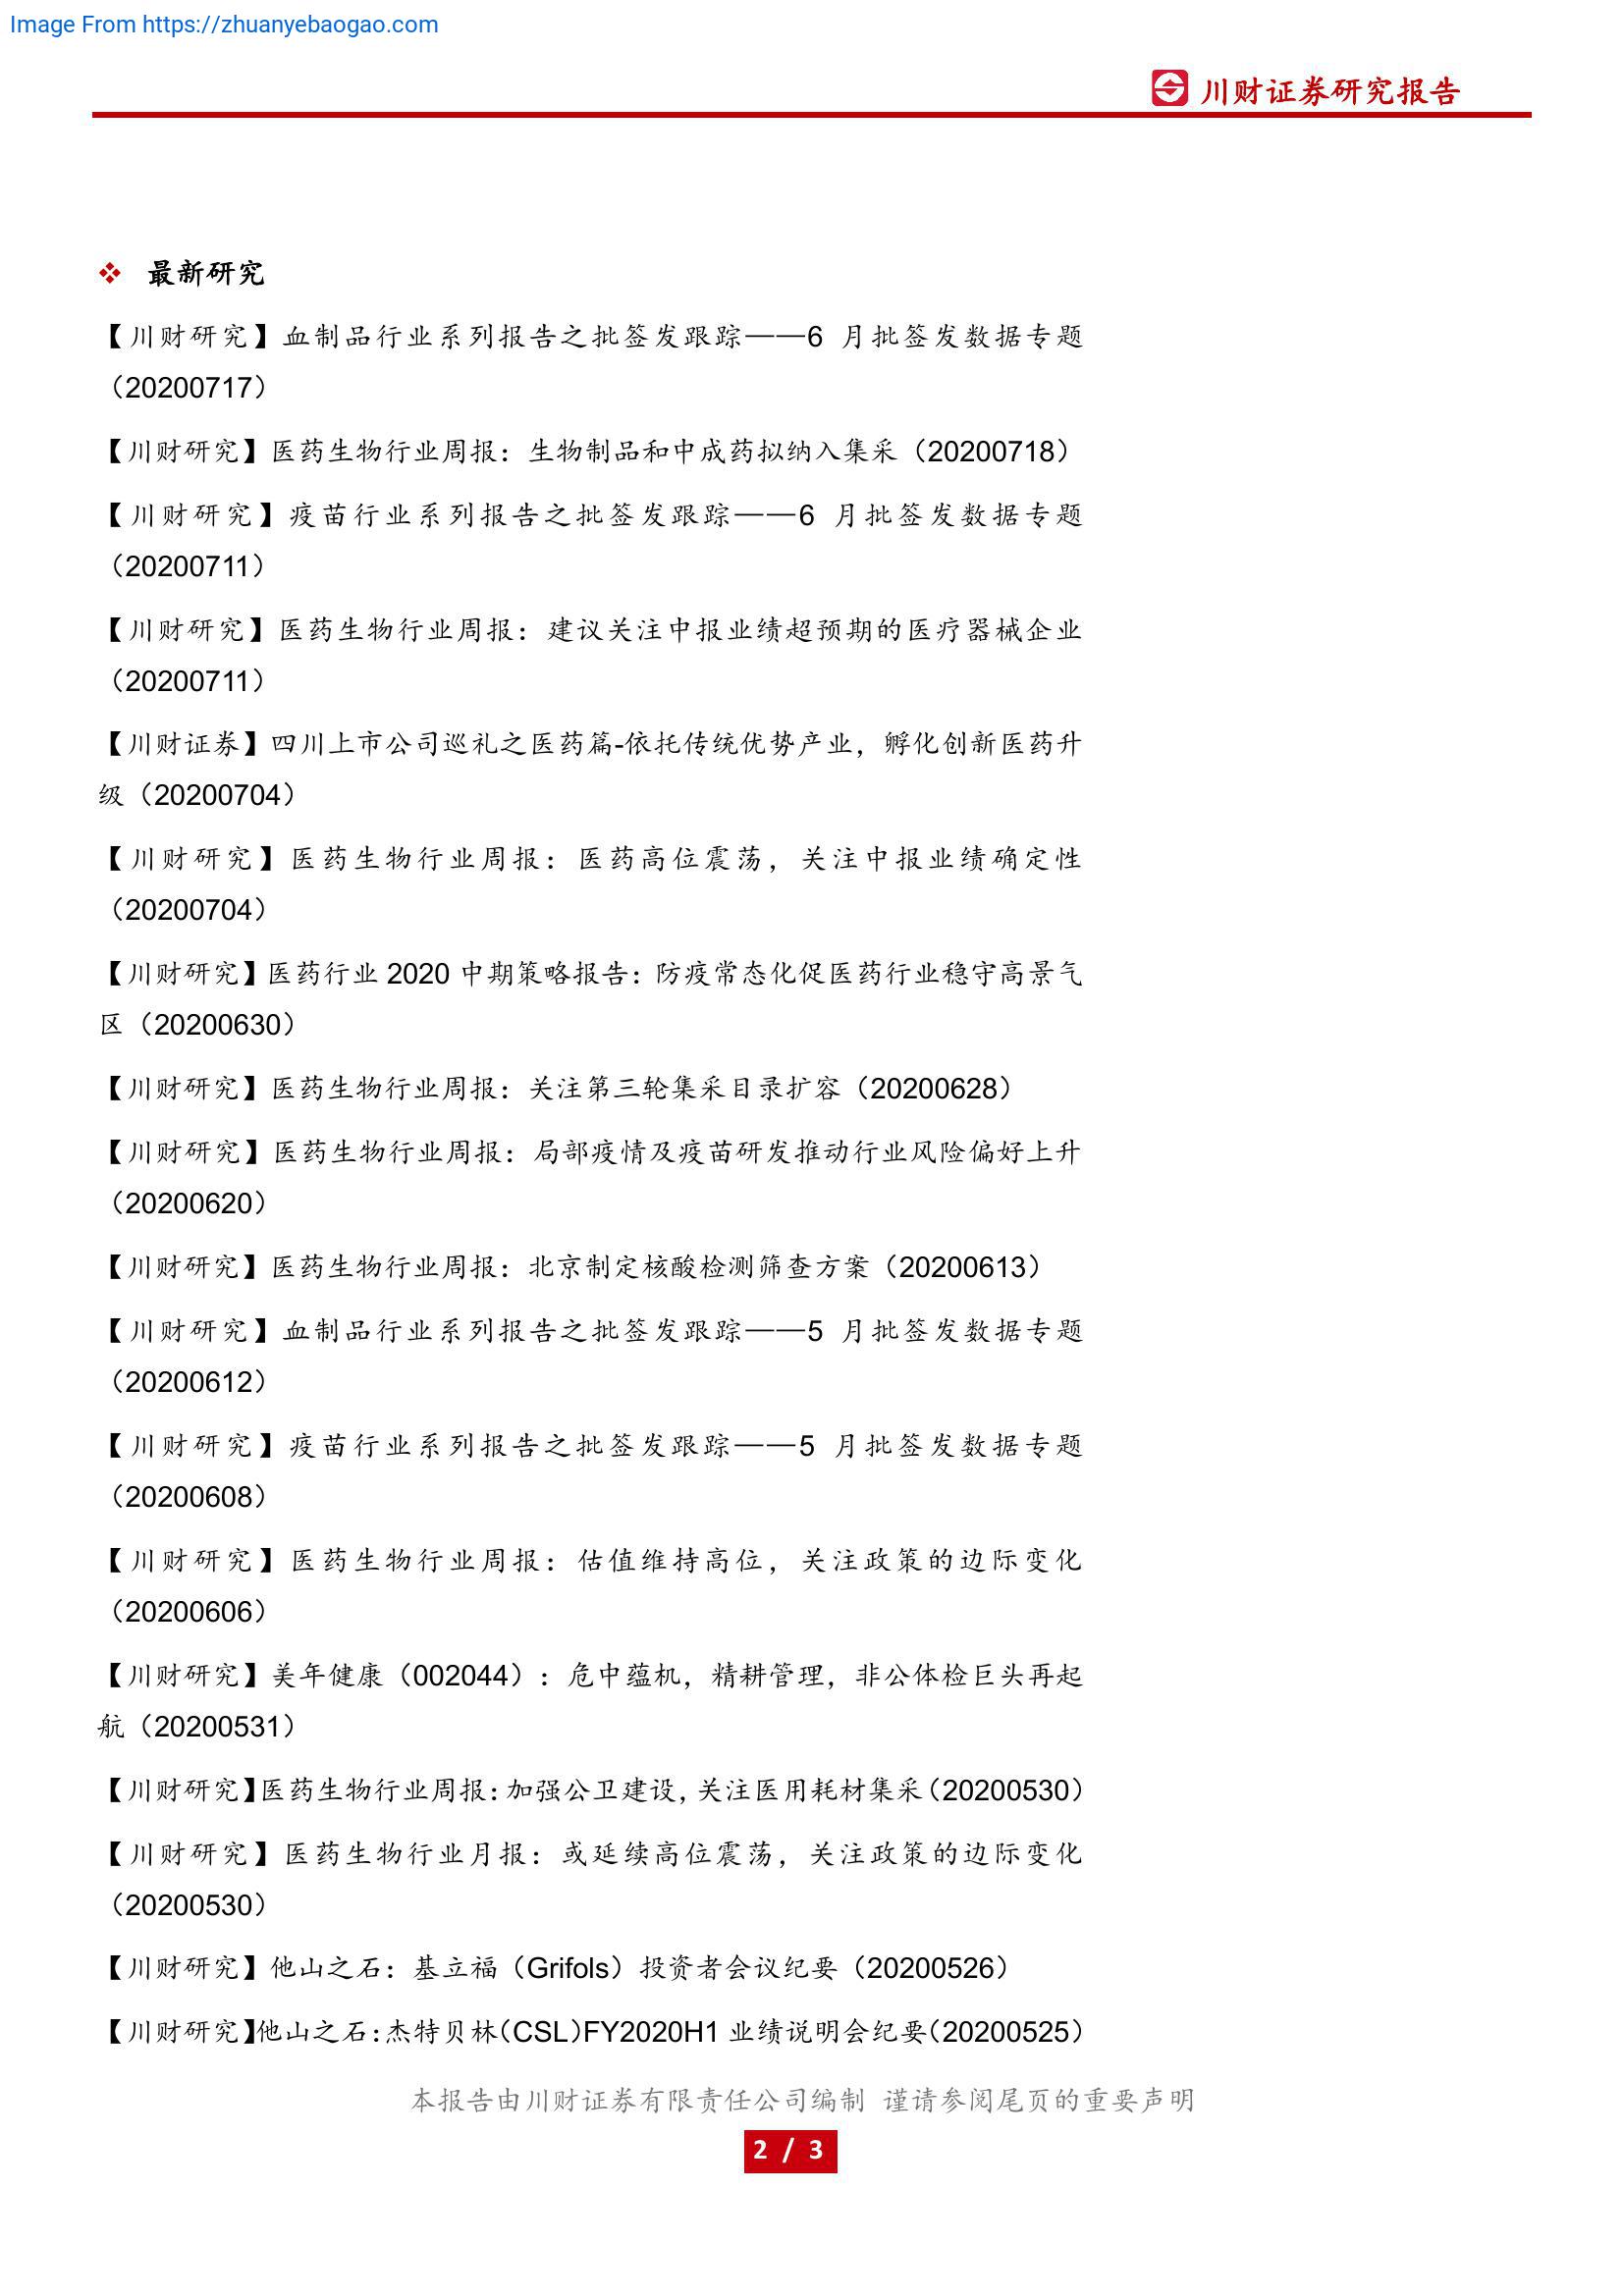 Image From https://zhuanyebaogao.com
川财证券研究报告
❖ 最新研究
【川财研究】血制品行业系列报告之批签发跟踪——6 月批签发数据专题
（20200717）
【川财研究】医药生物行业周报：生物制品和中成药拟纳入集采（20200718）
【川财研究】疫苗行业系列报告之批签发跟踪——6 月批签发数据专题
（20200711）
【川财研究】医药生物行业周报：建议关注中报业绩超预期的医疗器械企业
（20200711）
【川财证券】四川上市公司巡礼之医药篇-依托传统优势产业，孵化创新医药升
级（20200704）
【川财研究】医药生物行业周报：医药高位震荡，关注中报业绩确定性
（20200704）
【川财研究】医药行业 2020 中期策略报告：防疫常态化促医药行业稳守高景气
区（20200630）
【川财研究】医药生物行业周报：关注第三轮集采目录扩容（20200628）
【川财研究】医药生物行业周报：局部疫情及疫苗研发推动行业风险偏好上升
（20200620）
【川财研究】医药生物行业周报：北京制定核酸检测筛查方案（20200613）
【川财研究】血制品行业系列报告之批签发跟踪——5 月批签发数据专题
（20200612）
【川财研究】疫苗行业系列报告之批签发跟踪——5 月批签发数据专题
（20200608）
【川财研究】医药生物行业周报：估值维持高位，关注政策的边际变化
（20200606）
【川财研究】美年健康（002044）：危中蕴机，精耕管理，非公体检巨头再起
航（20200531）
【川财研究】医药生物行业周报：加强公卫建设，关注医用耗材集采（20200530）
【川财研究】医药生物行业月报：或延续高位震荡，关注政策的边际变化
（20200530）
【川财研究】他山之石：基立福（Grifols）投资者会议纪要（20200526）
【川财研究】他山之石：杰特贝林（CSL）FY2020H1 业绩说明会纪要（20200525）
本报告由川财证券有限责任公司编制 谨请参阅尾页的重要声明
2 / 3